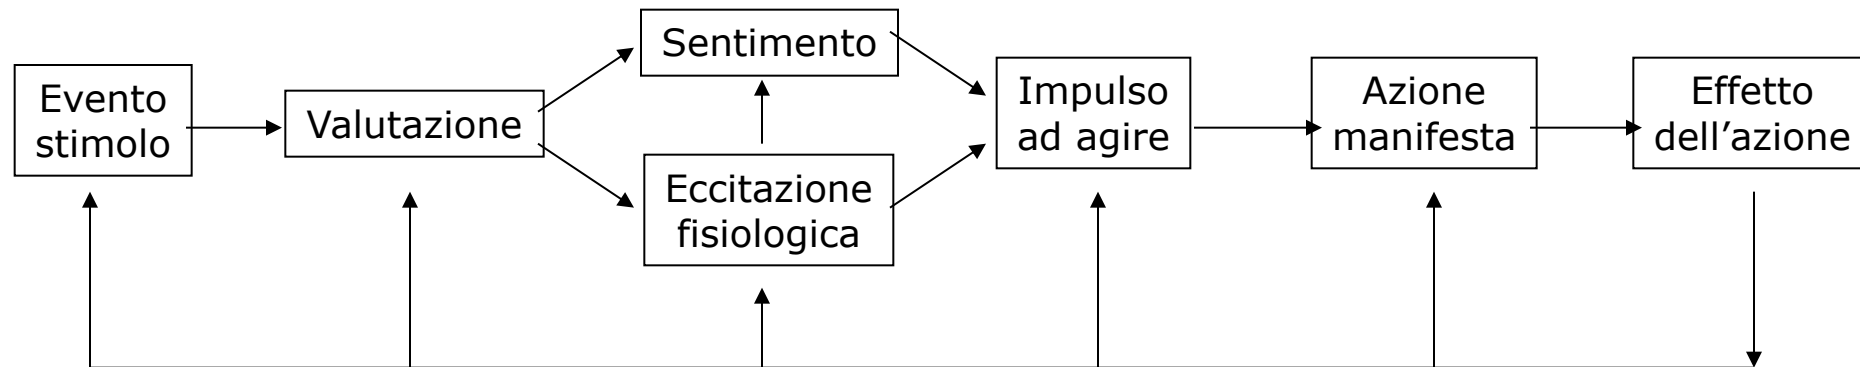 Evento
stimolo
Valutazione
Sentimento
Eccitazione
fisiologica
Impulso
ad agire
Azione
manifesta
Effetto
dell’azione